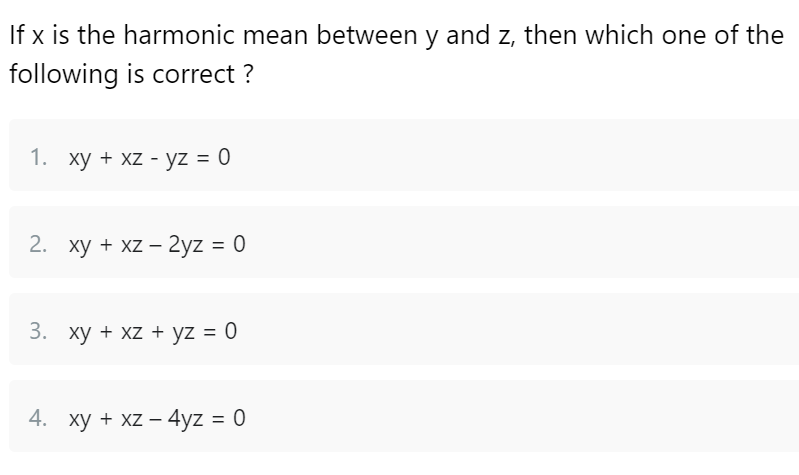 If x is the harmonic mean between y and z, then which one of the
following is correct ?
1. xy + xz - yz = 0
2. xy + xz – 2yz = 0
3. xy + xz + yz = 0
4. xy + xz – 4yz = 0